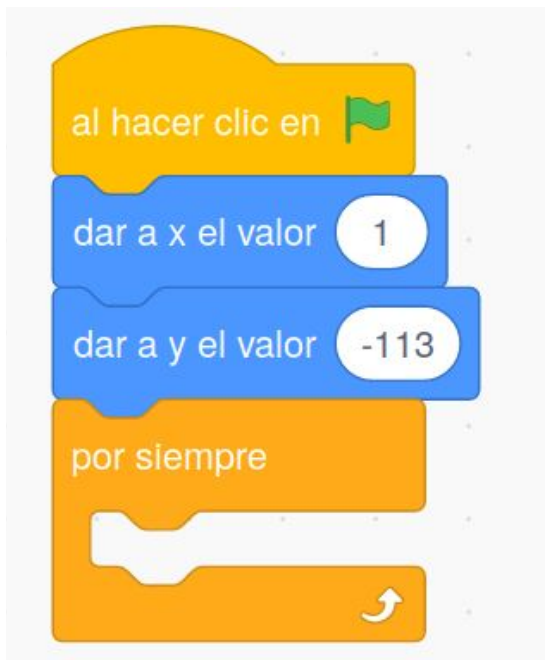 al hacer clic en
dar a x el valor 1
dar a y el valor -113
por siempre